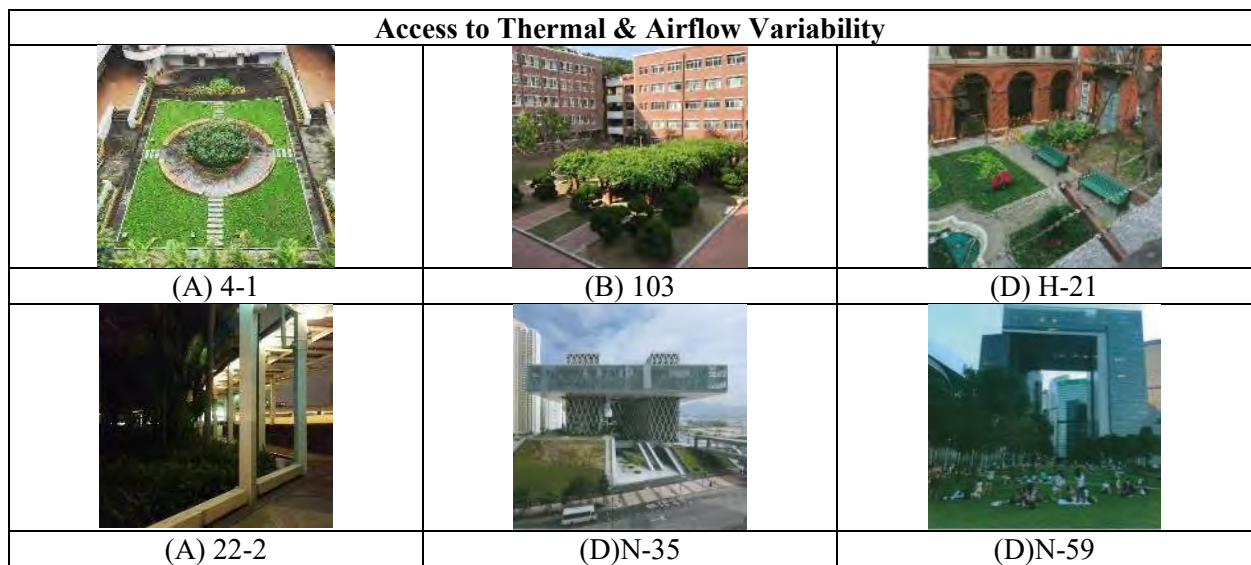 Access to Thermal & Airflow Variability
(A) 4-1
(B) 103
(D) H-21
(A) 22-2
(D)N-35
(D)N-59